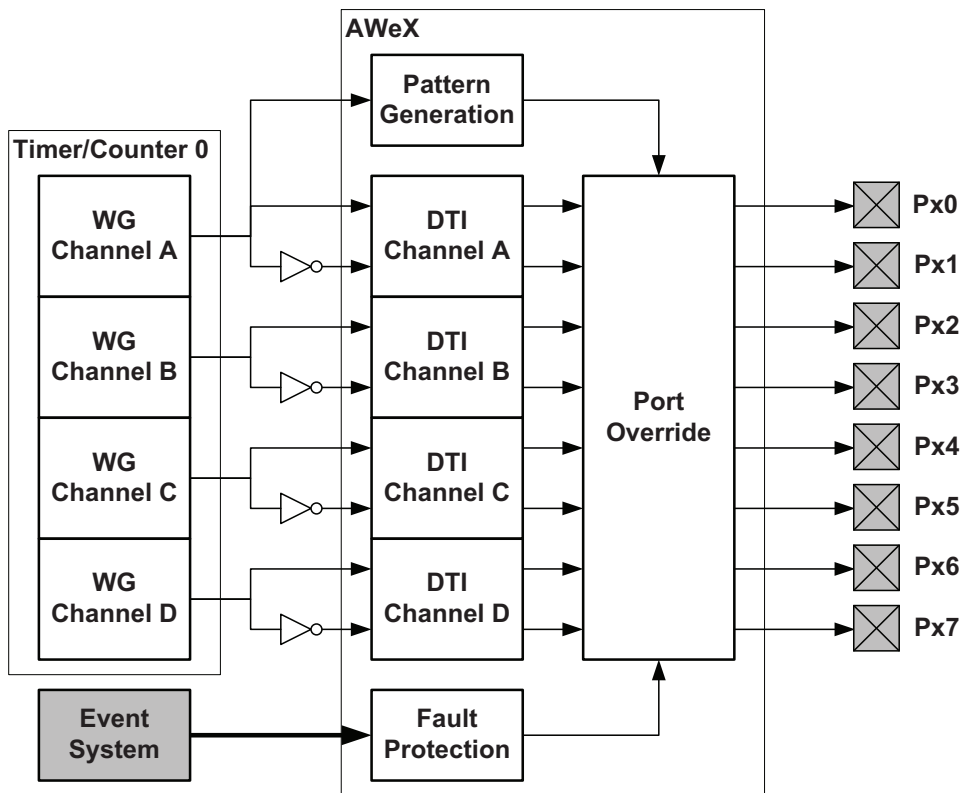 AWeX
Pattern
Generation
Timer/Counter 0
WG
Channel A
DTI
Channel A
Px0
Px1
WG
Channel B
DTI
Channel B
Px2
Px3
Port
Override
WG
Channel C
DTI
Channel C
Px4
Px5
WG
Channel D
DTI
Channel D
Px6
Px7
Event
System
Fault
Protection